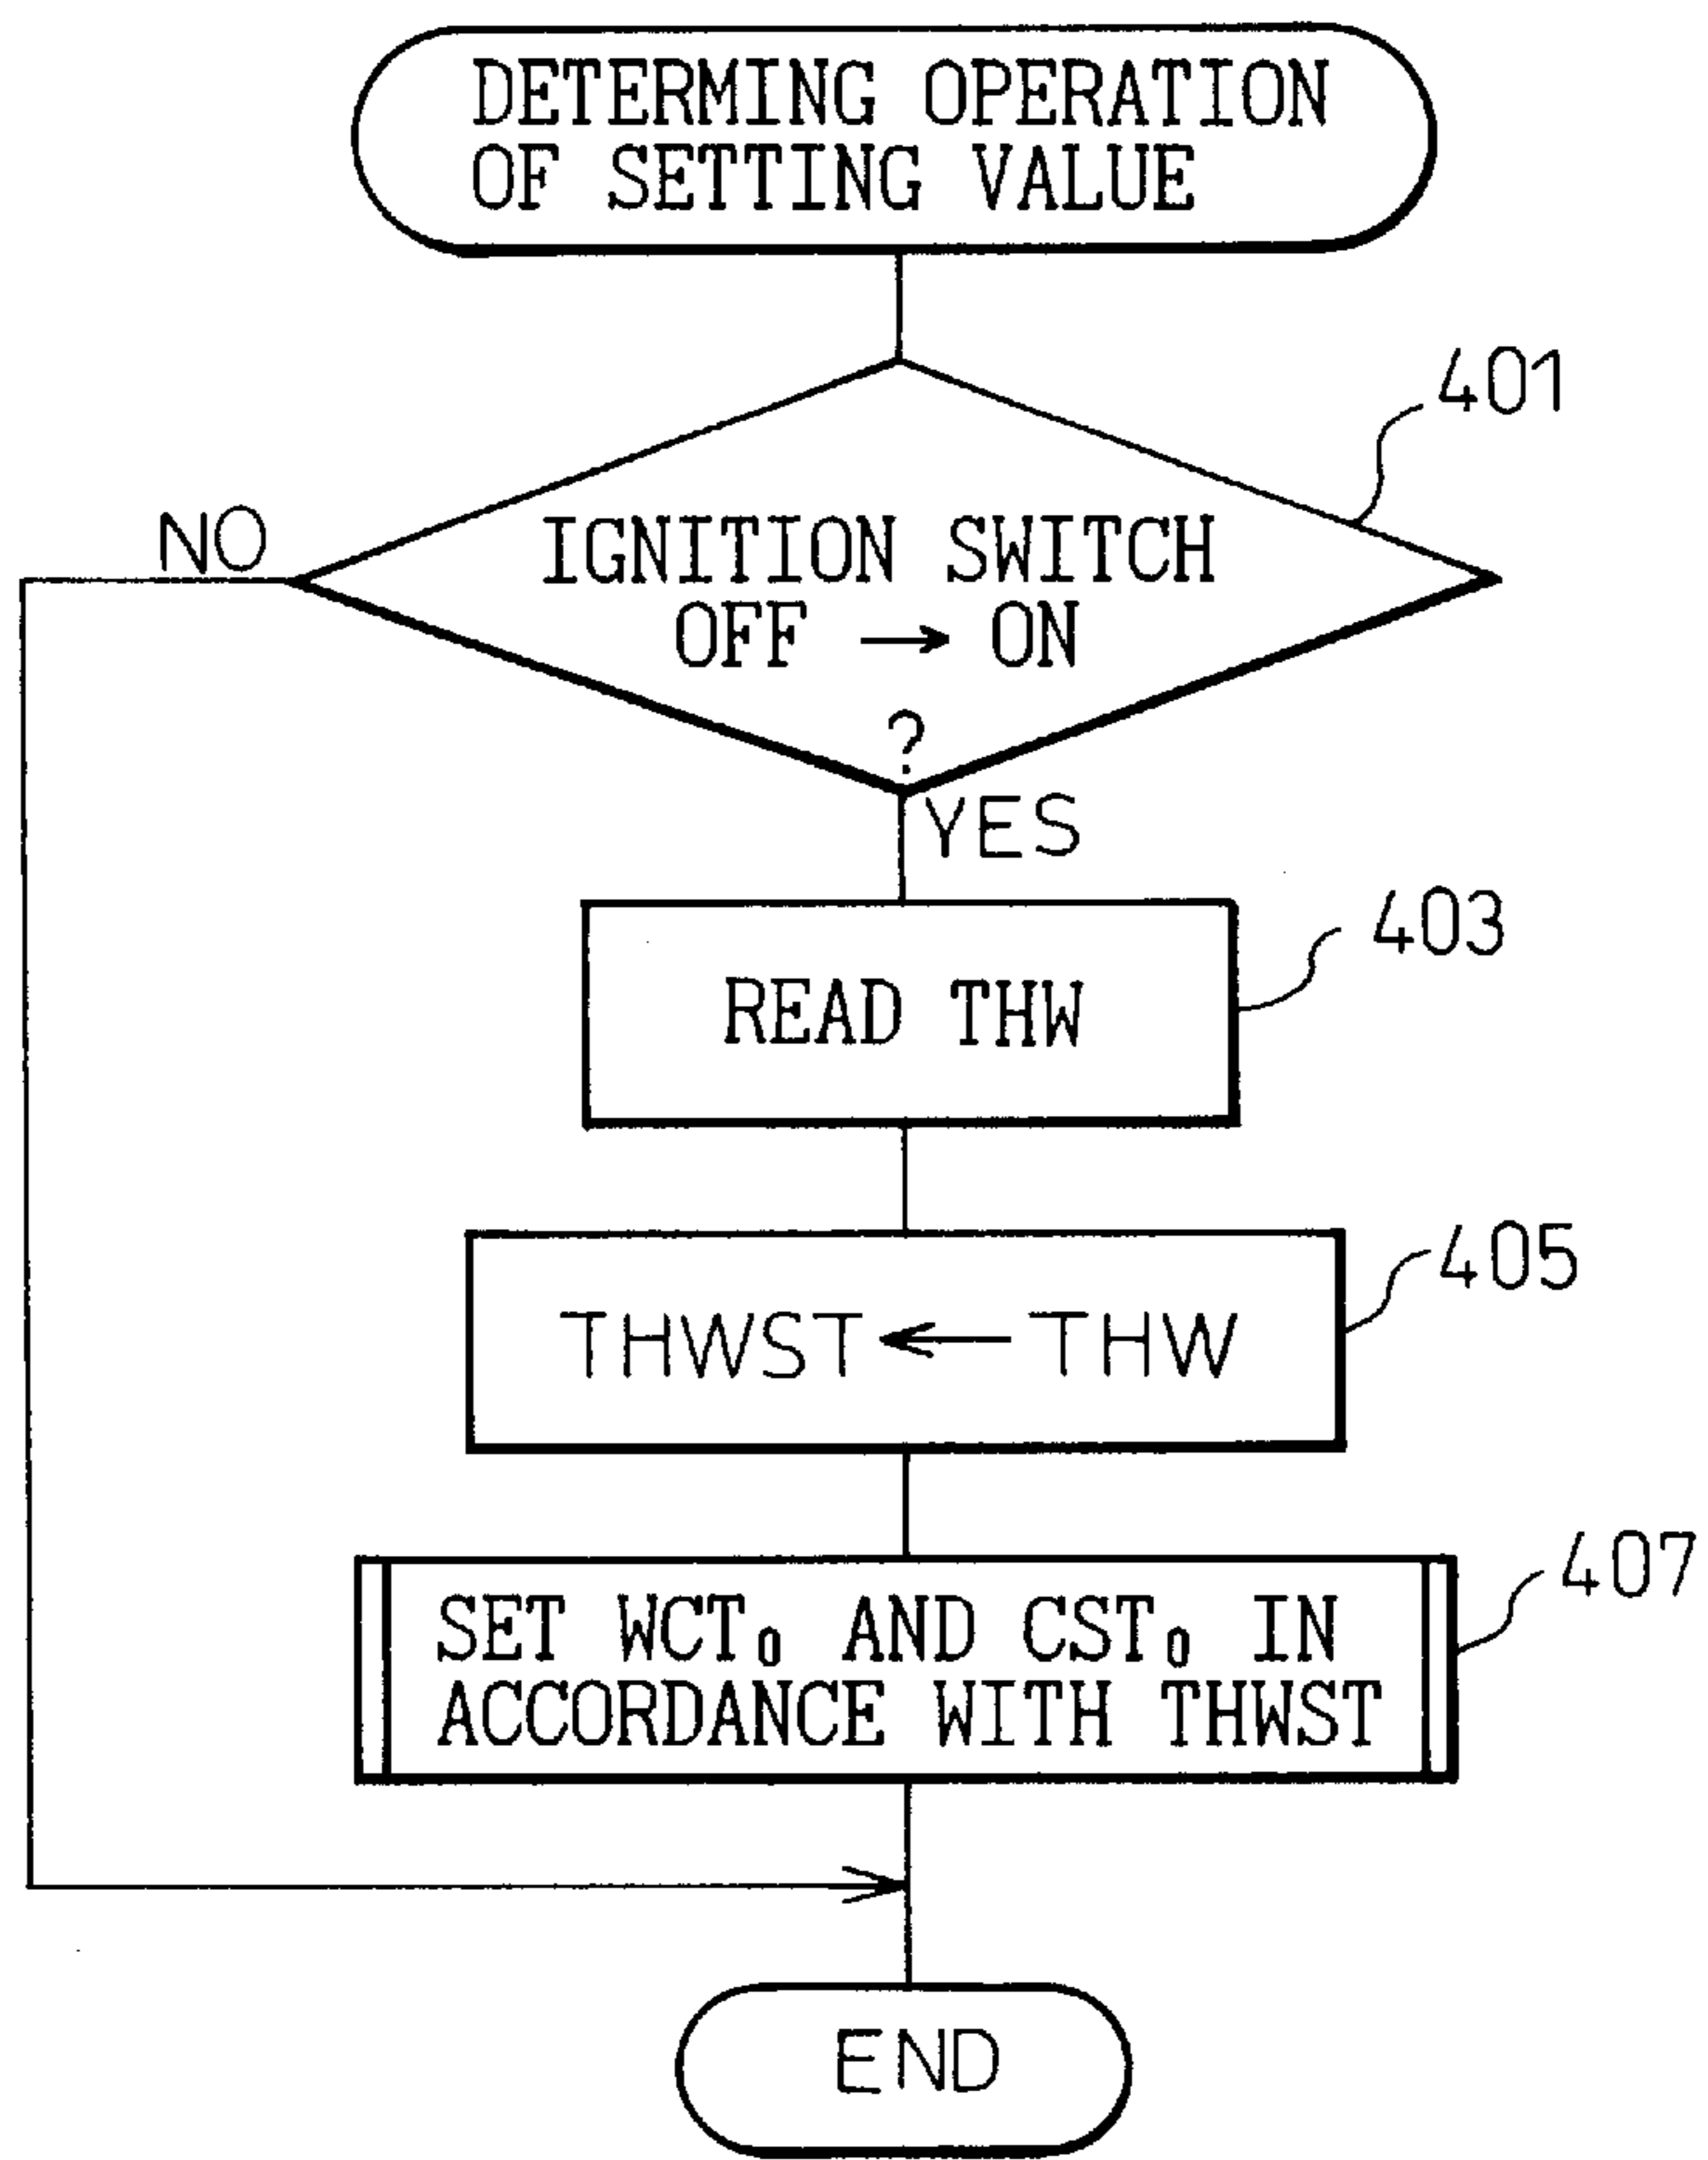 DETERMING OPERATION
OF SETTING VALUE
401
NO
IGNITION SWITCH
OFF → ON
?
YES
403
READ THW
405
THWST ← THW
407
SET WCT₀ AND CST₀ IN
ACCORDANCE WITH THWST
END